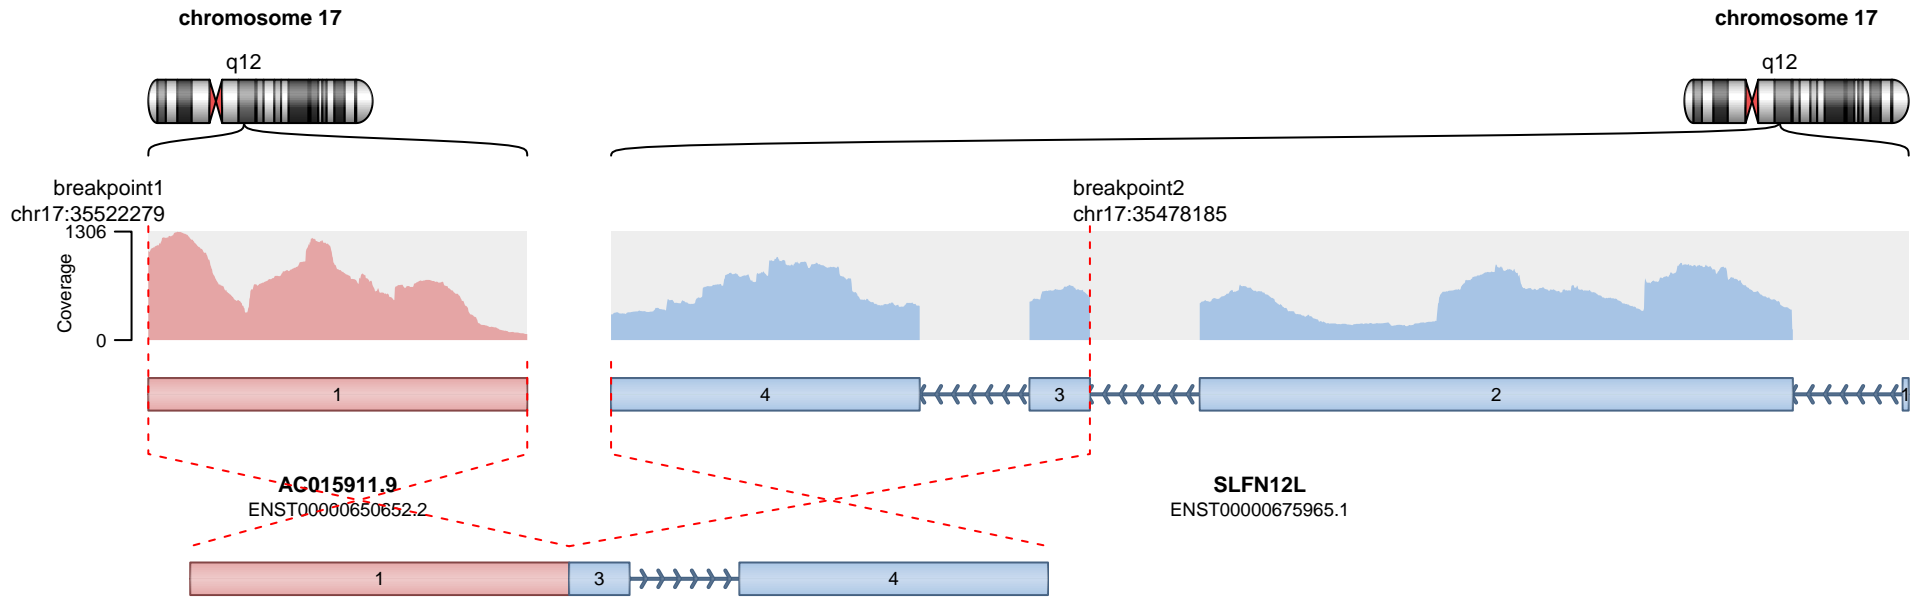 chromosome 17
chromosome 17
q12
q12
breakpoint1
chr17:35522279
breakpoint2
chr17:35478185
1306
Coverage
0
1
4
3
2
1
AC015911.9
ENST00000650652.2
SLFN12L
ENST00000675965.1
1
3
4